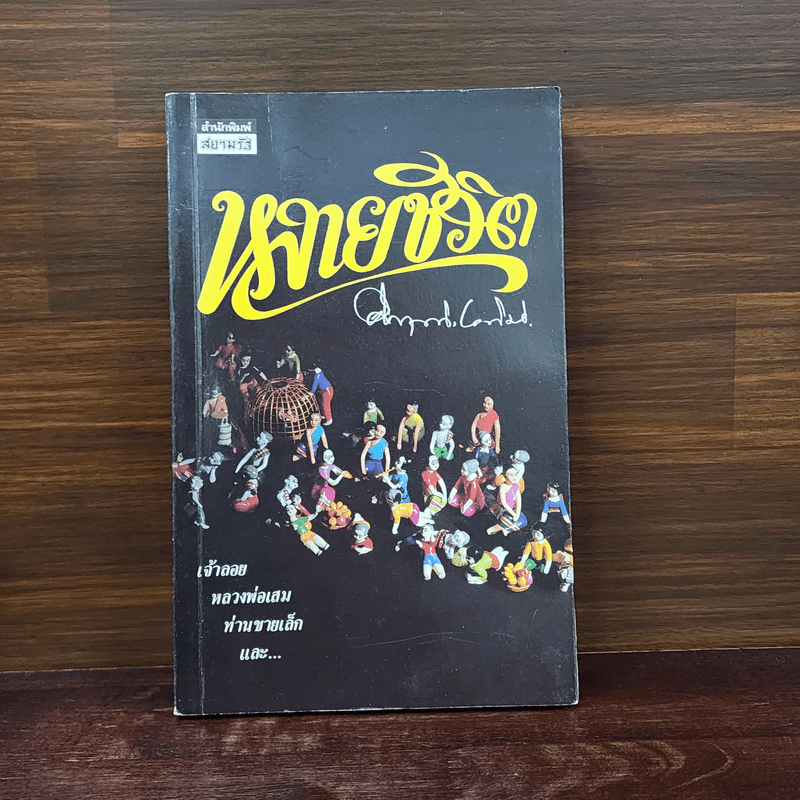 สำนักพิมพ์
สยามรัฐ
หลายชีวิต
เจ้าลอย
หลวงพ่อเสม
ท่านชายเล็ก
และ...